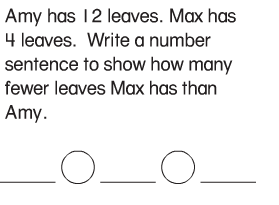 Amy has 12 leaves. Max has
4 leaves. Write a number
sentence to show how many
fewer leaves Max has than
Amy.